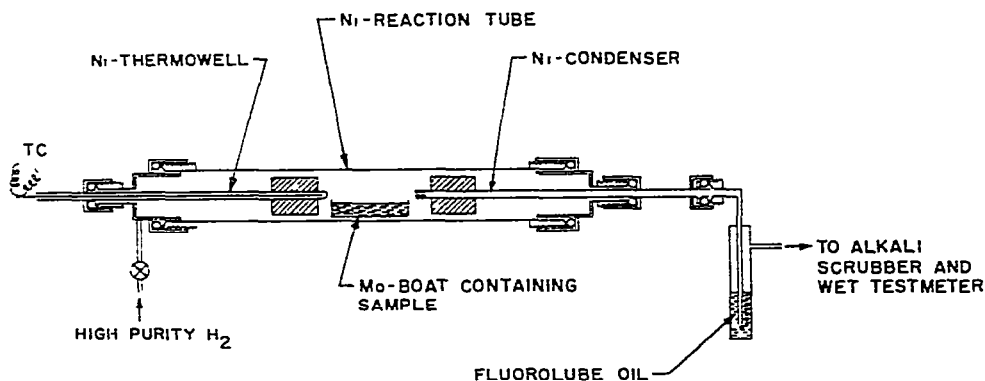 Ni-REACTION TUBE
Ni-THERMOWELL
Ni-CONDENSER
TC
Mo-BOAT CONTAINING
SAMPLE
HIGH PURITY H2
TO ALKALI
SCRUBBER AND
WET TESTMETER
FLUOROLUBE OIL